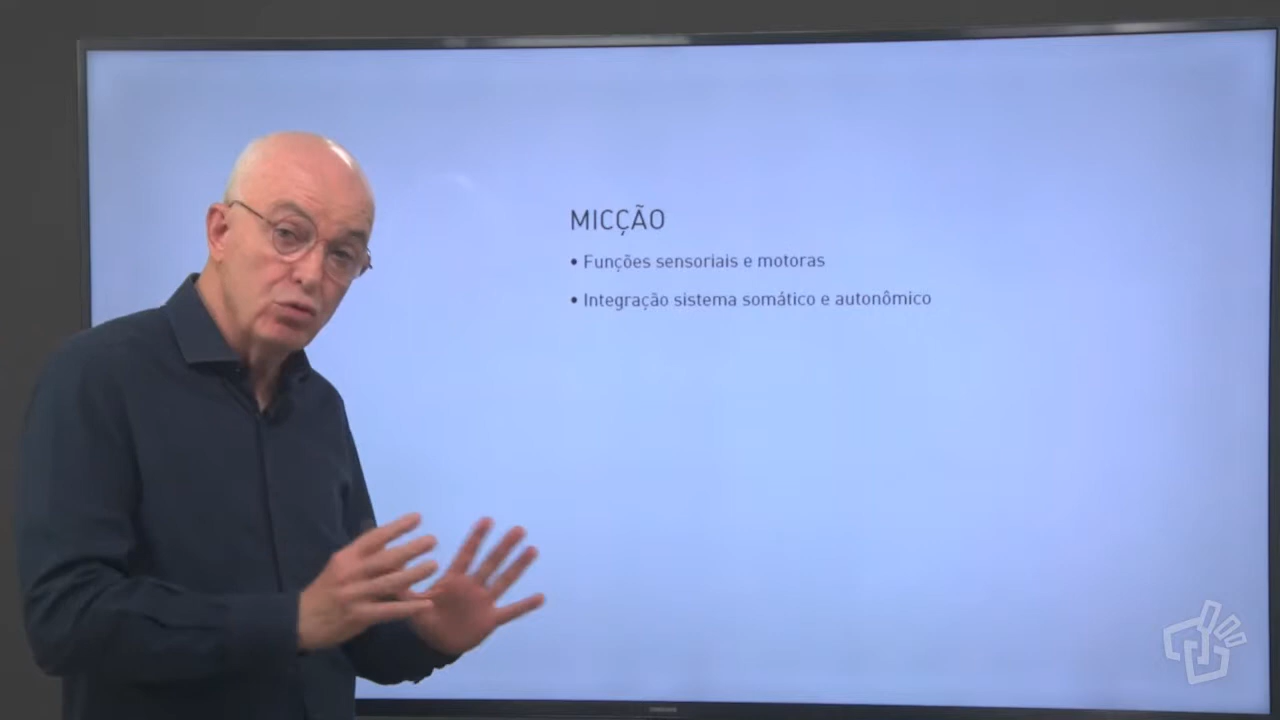 MICÇÃO
• Funções sensoriais e motoras
• Integração sistema somático e autonômico